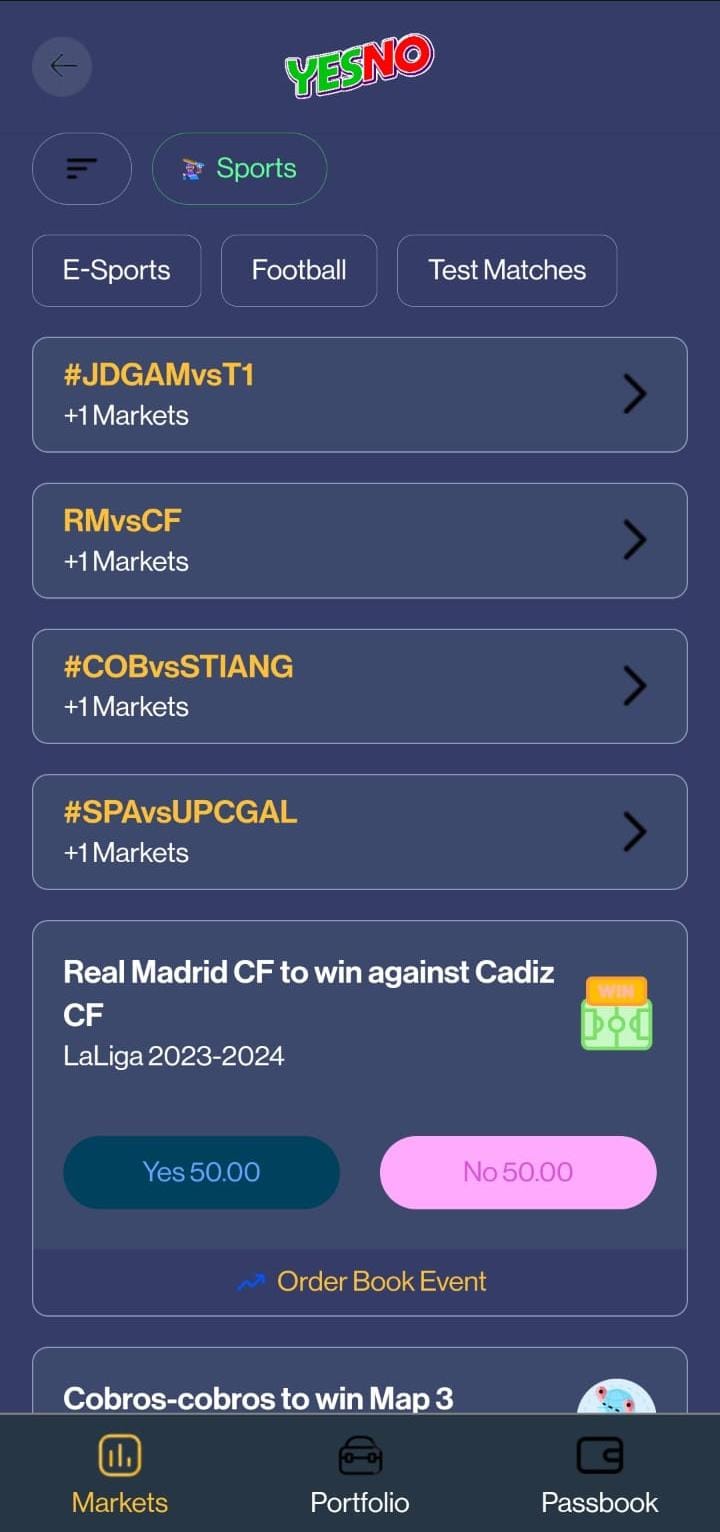 YESNO
Sports
E-Sports
Football
Test Matches
#JDGAMvsT1
+1 Markets
RMvsCF
+1 Markets
#COBvsSTIANG
+1 Markets
#SPAvsUPCGAL
+1 Markets
Real Madrid CF to win against Cadiz
CF
LaLiga 2023-2024
WIN
Yes 50.00
No 50.00
Order Book Event
Cobros-cobros to win Map 3
Markets
Portfolio
Passbook